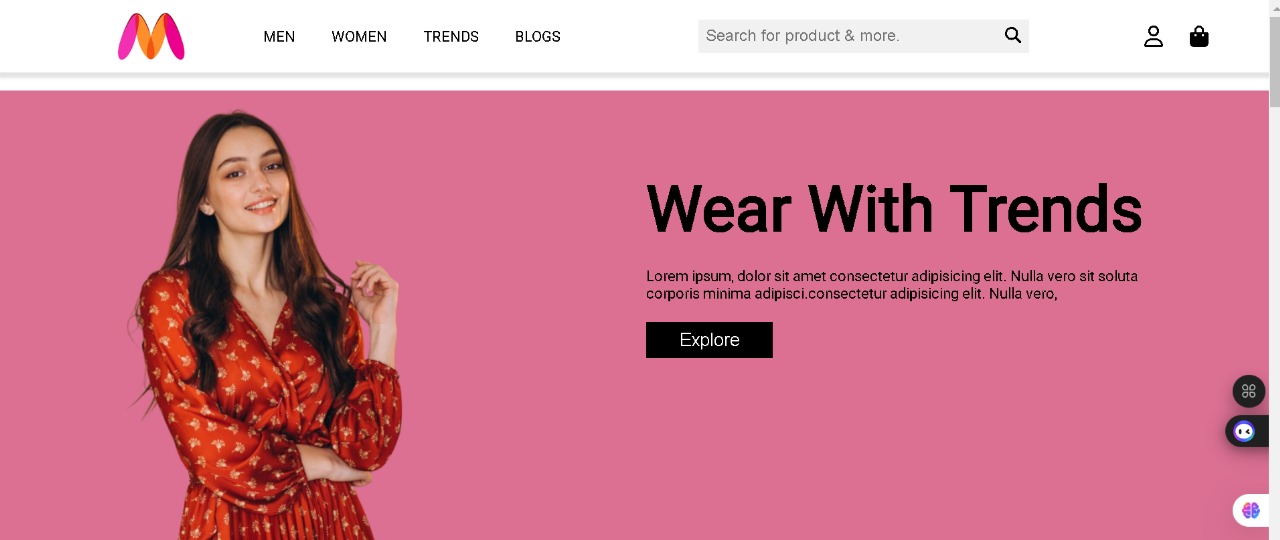 MEN WOMEN TRENDS BLOGS Search for product & more.
Wear With Trends
Lorem ipsum, dolor sit amet consectetur adipisicing elit. Nulla vero sit soluta
corporis minima adipisci.consectetur adipisicing elit. Nulla vero,
Explore